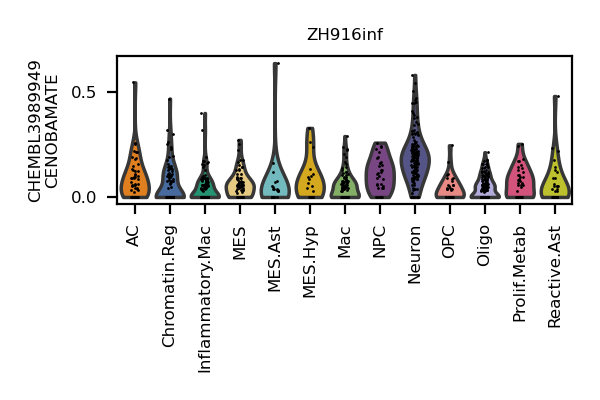 ZH916inf
CHEMBL3989949
CENOBAMATE
0.5
0.0
AC
Chromatin.Reg
Inflammatory.Mac
MES
MES.Ast
MES.Hyp
Mac
NPC
Neuron
OPC
Oligo
Prolif.Metab
Reactive.Ast